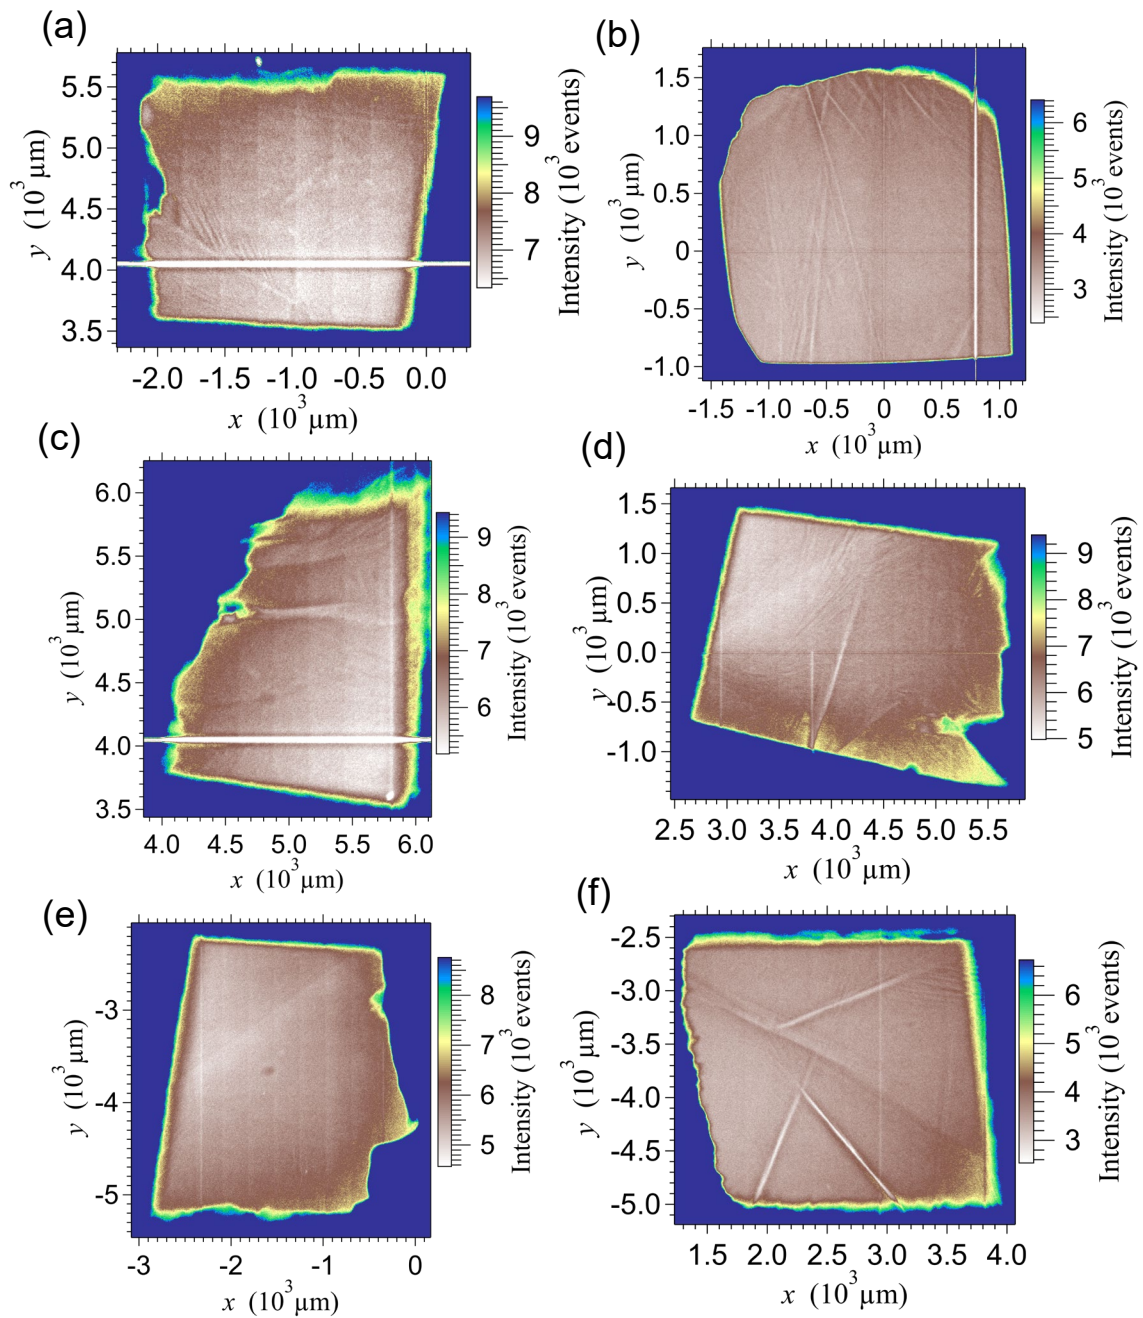 (a)
5.5
5.0
4.5
4.0
3.5
y (10³ µm)
-2.0 -1.5 -1.0 -0.5 0.0
x (10³ µm)
9
8
7
Intensity (10³ events)
(b)
1.5
1.0
0.5
0
-0.5
-1.0
y (10³ µm)
-1.5 -1.0 -0.5 0 0.5 1.0
x (10³ µm)
6
5
4
3
Intensity (10³ events)
(c)
6.0
5.5
5.0
4.5
4.0
3.5
y (10³ µm)
4.0 4.5 5.0 5.5 6.0
x (10³ µm)
9
8
7
6
Intensity (10³ events)
(d)
1.5
1.0
0.5
0.0
-0.5
-1.0
y (10³ µm)
2.5 3.0 3.5 4.0 4.5 5.0 5.5
x (10³ µm)
9
8
7
6
5
Intensity (10³ events)
(e)
-3
-4
-5
y (10³ µm)
-3 -2 -1 0
x (10³ µm)
8
7
6
5
Intensity (10³ events)
(f)
-2.5
-3.0
-3.5
-4.0
-4.5
-5.0
y (10³ µm)
1.5 2.0 2.5 3.0 3.5 4.0
x (10³ µm)
6
5
4
3
Intensity (10³ events)